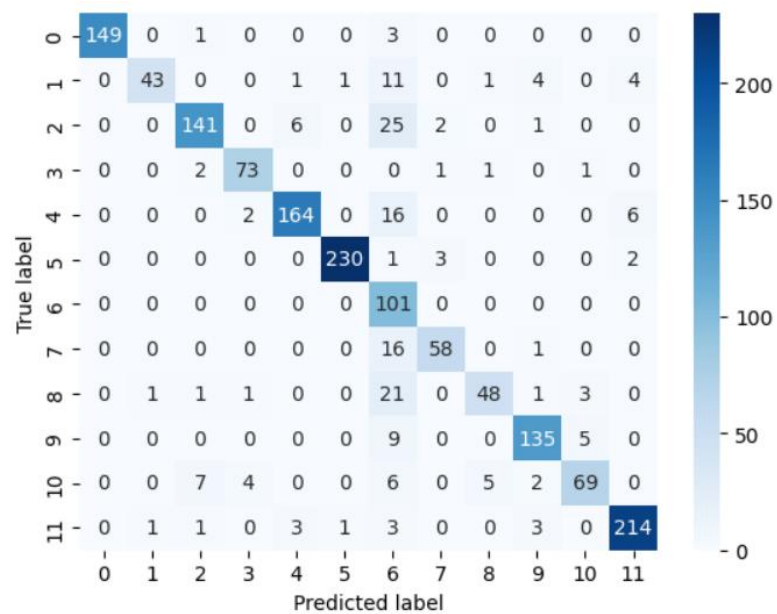 0 149 0 1 0 0 0 3 0 0 0 0 0
1 0 43 0 0 1 1 11 0 1 4 0 4
2 0 0 141 0 6 0 25 2 0 1 0 0
3 0 0 2 73 0 0 0 1 1 0 1 0
4 0 0 0 2 164 0 16 0 0 0 0 6
5 0 0 0 0 0 230 1 3 0 0 0 2
6 0 0 0 0 0 0 101 0 0 0 0 0
7 0 0 0 0 0 0 16 58 0 1 0 0
8 0 1 1 1 0 0 21 0 48 1 3 0
9 0 0 0 0 0 0 9 0 0 135 5 0
10 0 0 7 4 0 0 6 0 5 2 69 0
11 0 1 1 0 3 1 3 0 0 3 0 214
0 1 2 3 4 5 6 7 8 9 10 11
Predicted label
True label
200
150
100
50
0